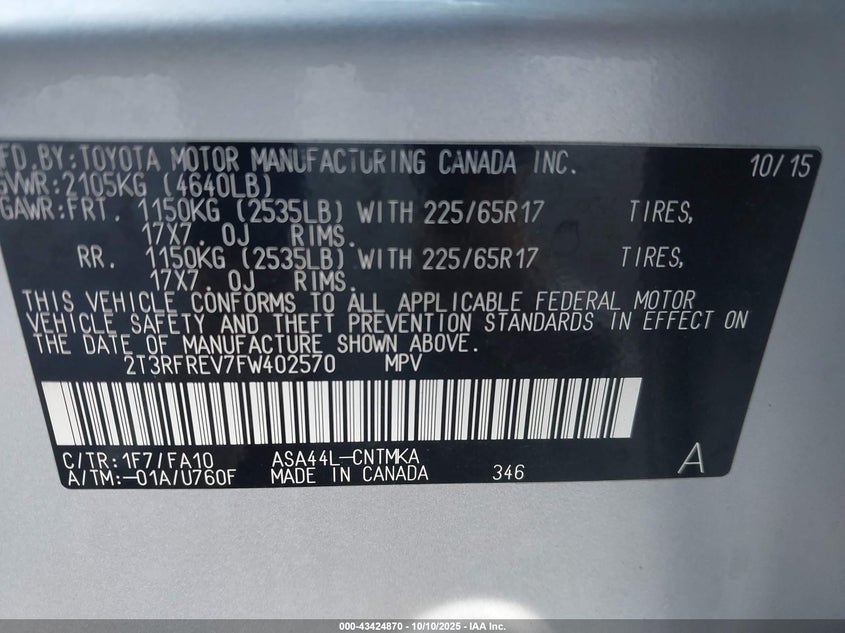 FD.BY:TOYOTA MOTOR MANUFACTURING CANADA INC. 10/15
GVWR:2105KG (4640LB)
GAWR:FRT. 1150KG (2535LB) WITH 225/65R17 TIRES,
17X7.0J RIMS.
RR. 1150KG (2535LB) WITH 225/65R17 TIRES,
17X7.0J RIMS.
THIS VEHICLE CONFORMS TO ALL APPLICABLE FEDERAL MOTOR
VEHICLE SAFETY AND THEFT PREVENTION STANDARDS IN EFFECT ON
THE DATE OF MANUFACTURE SHOWN ABOVE.
2T3RFREV7FW402570 MPV
C/TR:1F7/FA10 ASA44L-CNTMKA
A/TM:-01A/U760F MADE IN CANADA 346 A
000-43424870 - 10/10/2025 - IAA Inc.